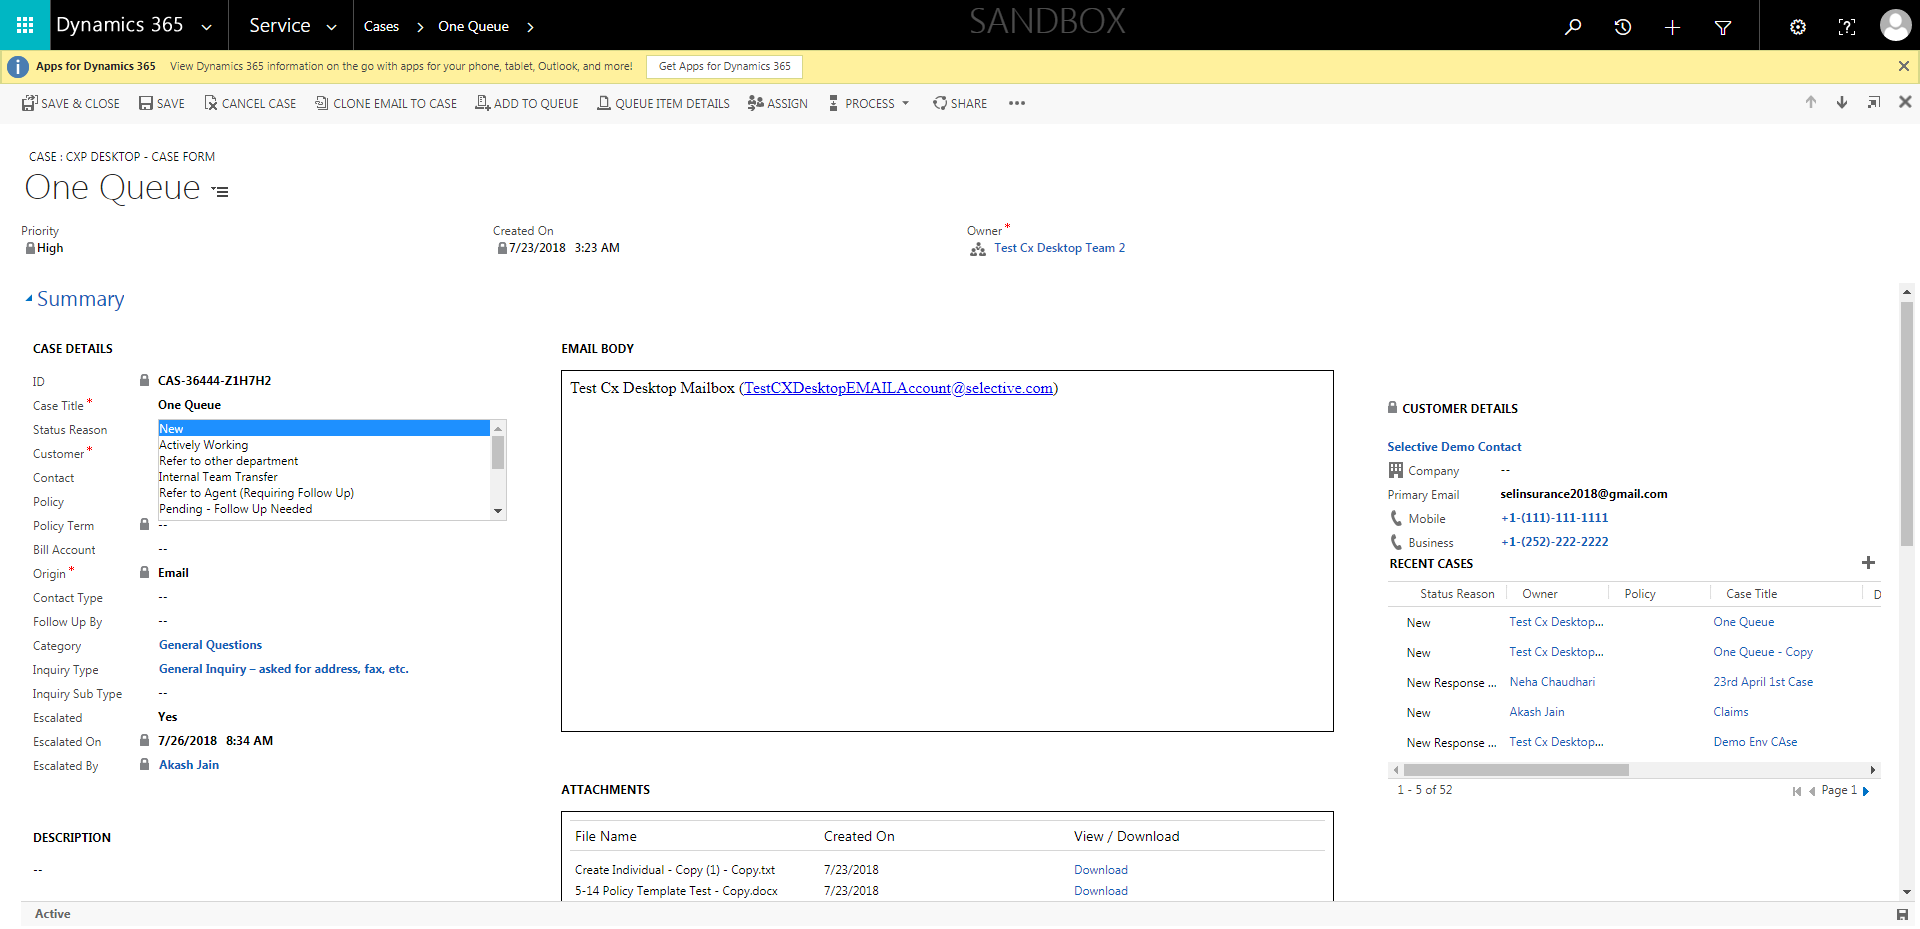 Dynamics 365 Service Cases One Queue SANDBOX
Apps for Dynamics 365 View Dynamics 365 information on the go with apps for your phone, tablet, Outlook, and more! Get Apps for Dynamics 365
SAVE & CLOSE SAVE CANCEL CASE CLONE EMAIL TO CASE ADD TO QUEUE QUEUE ITEM DETAILS ASSIGN PROCESS SHARE
CASE : CXP DESKTOP - CASE FORM
One Queue
Priority
High
Created On
7/23/2018 3:23 AM
Owner *
Test Cx Desktop Team 2
Summary
CASE DETAILS
ID CAS-36444-Z1H7H2
Case Title * One Queue
Status Reason
New
Actively Working
Refer to other department
Internal Team Transfer
Refer to Agent (Requiring Follow Up)
Pending - Follow Up Needed
Customer *
Contact
Policy
Policy Term --
Bill Account --
Origin * Email
Contact Type --
Follow Up By --
Category General Questions
Inquiry Type General Inquiry – asked for address, fax, etc.
Inquiry Sub Type --
Escalated Yes
Escalated On 7/26/2018 8:34 AM
Escalated By Akash Jain
DESCRIPTION
--
EMAIL BODY
Test Cx Desktop Mailbox (TestCXDesktopEMAILAccount@selective.com)
ATTACHMENTS
File Name Created On View / Download
Create Individual - Copy (1) - Copy.txt 7/23/2018 Download
5-14 Policy Template Test - Copy.docx 7/23/2018 Download
CUSTOMER DETAILS
Selective Demo Contact
Company --
Primary Email selinsurance2018@gmail.com
Mobile +1-(111)-111-1111
Business +1-(252)-222-2222
RECENT CASES
Status Reason Owner Policy Case Title D
New Test Cx Desktop... One Queue
New Test Cx Desktop... One Queue - Copy
New Response ... Neha Chaudhari 23rd April 1st Case
New Akash Jain Claims
New Response ... Test Cx Desktop... Demo Env CAse
1 - 5 of 52 Page 1
Active